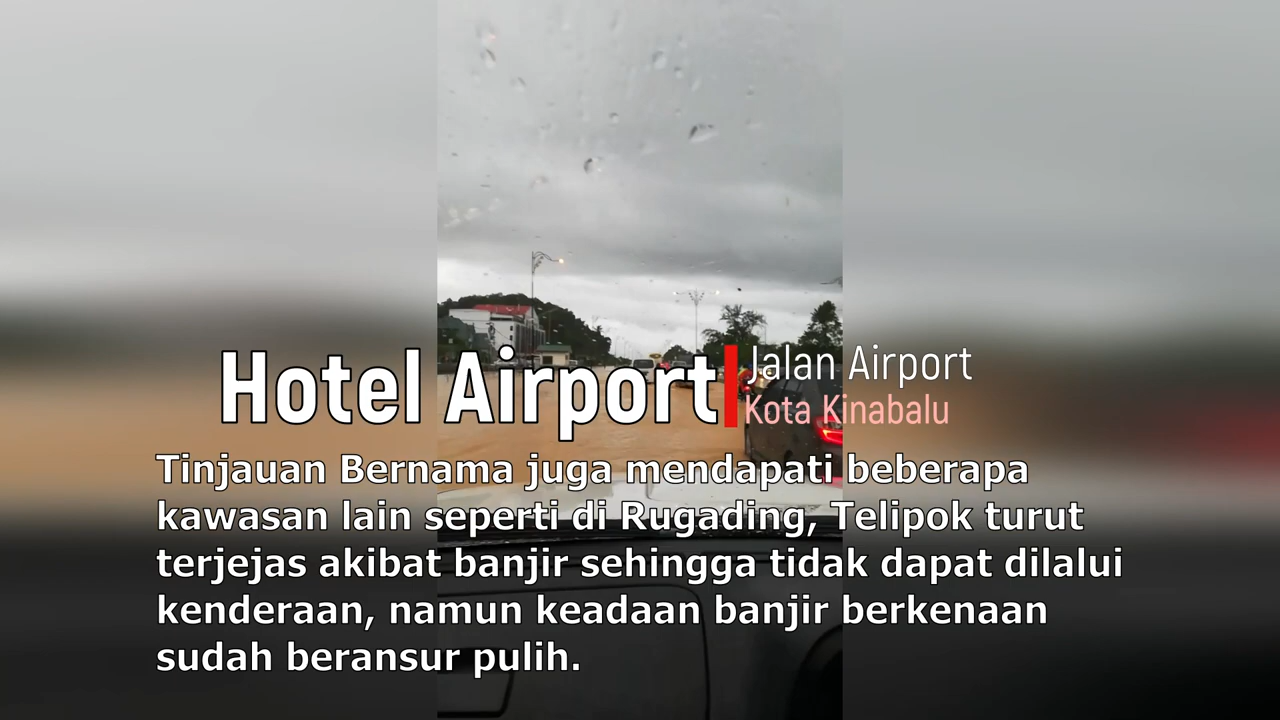 Hotel Airport
Jalan Airport
Kota Kinabalu
Tinjauan Bernama juga mendapati beberapa
kawasan lain seperti di Rugading, Telipok turut
terjejas akibat banjir sehingga tidak dapat dilalui
kenderaan, namun keadaan banjir berkenaan
sudah beransur pulih.